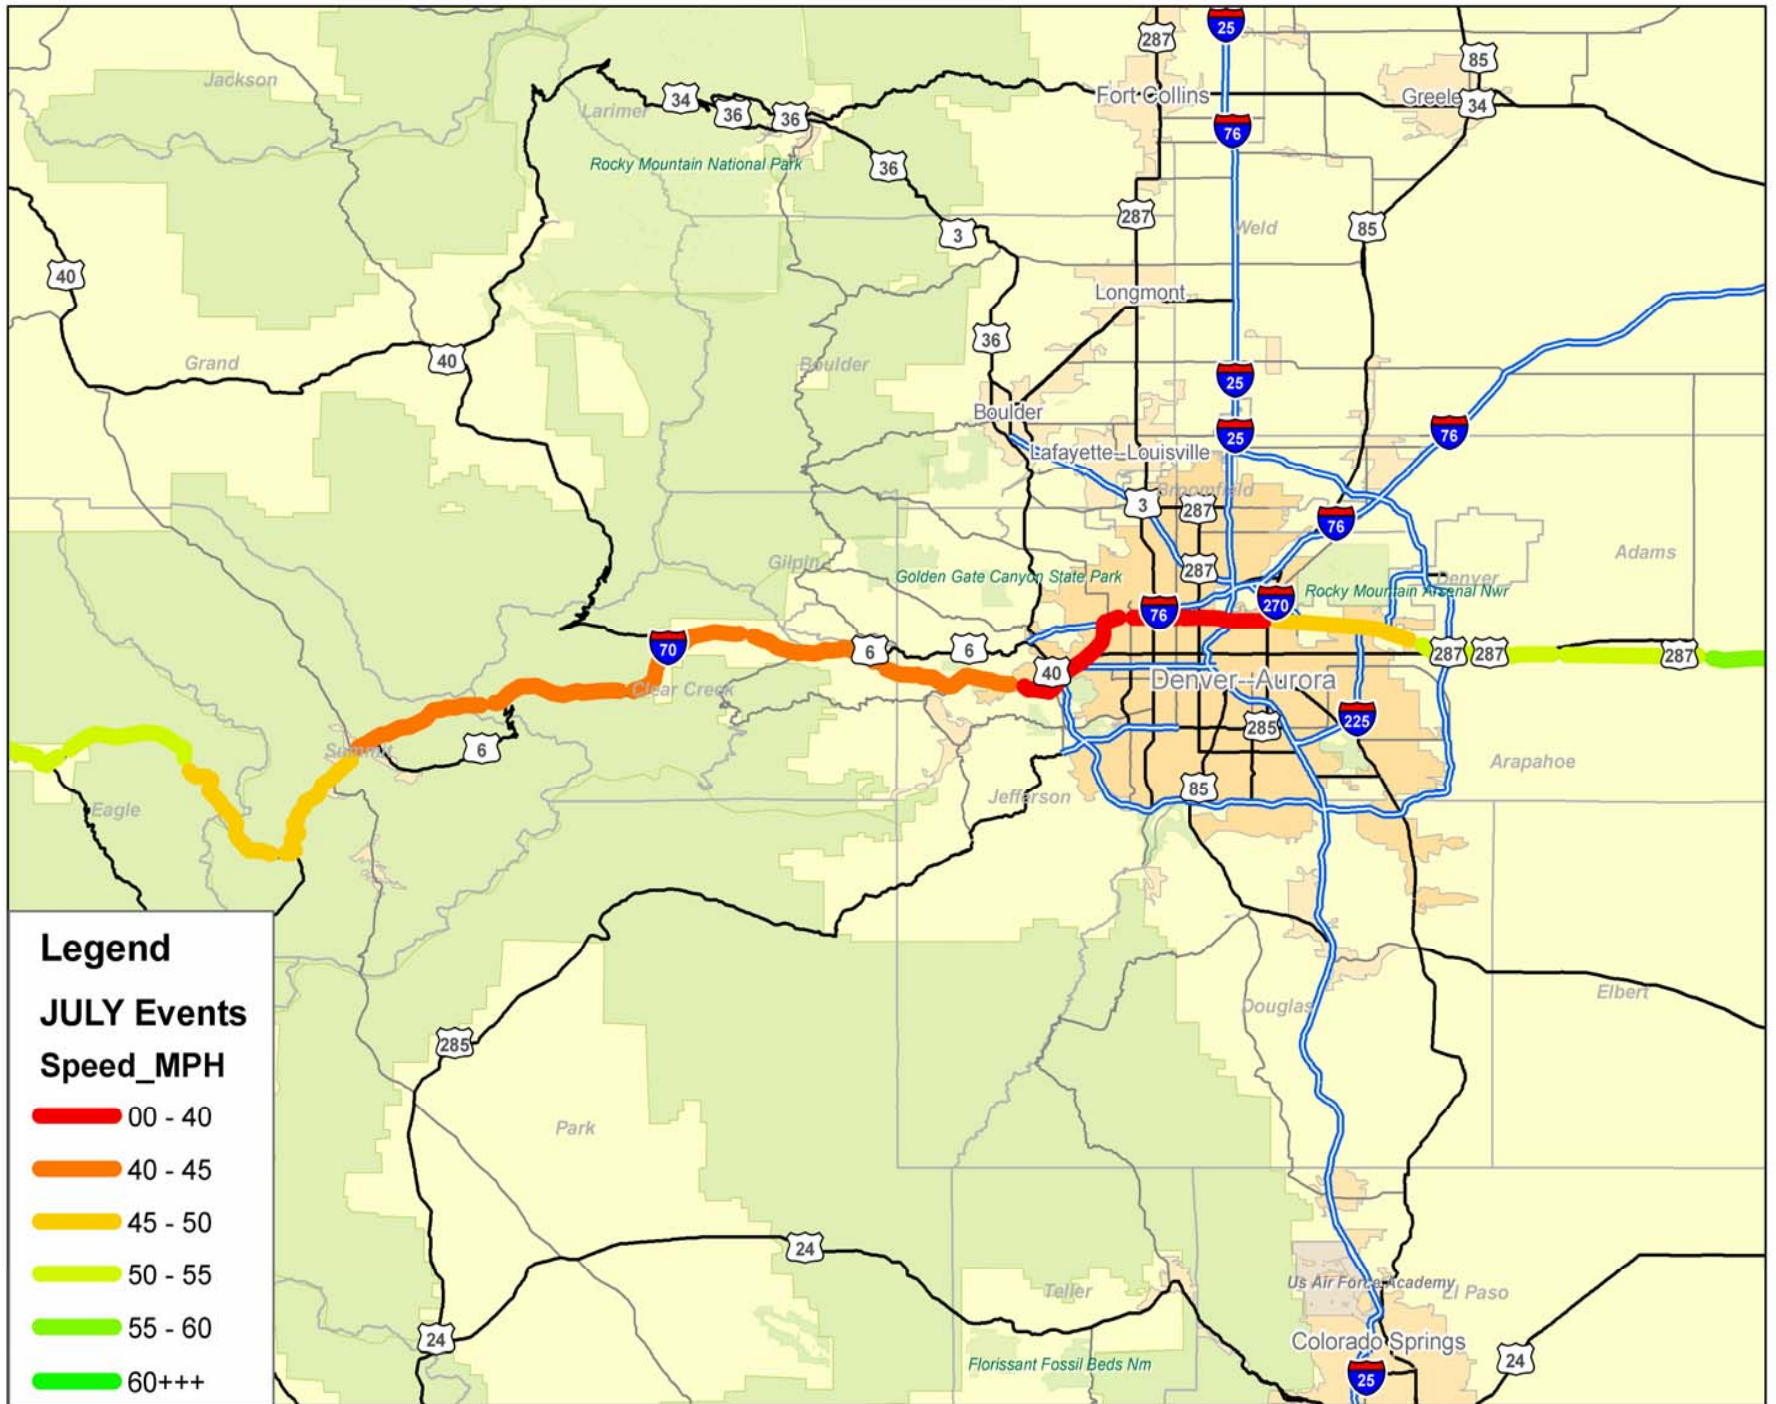 25
287
85
Jackson
34
36
36
Larimer
Fort Collins
Greele
34
76
Rocky Mountain National Park
36
287
3
Weld
85
40
Longmont
36
40
Grand
Boulder
25
Boulder
25
76
Lafayette--Louisville
Broomfield
3
287
76
Adams
Gilpin
287
Golden Gate Canyon State Park
Denver
Rocky Mountain Arsenal Nwr
76
270
70
6
6
287
287
287
40
Clear Creek
Denver--Aurora
225
285
Summit
6
Arapahoe
85
Jefferson
Eagle
Legend
JULY Events
Speed_MPH
00 - 40
40 - 45
45 - 50
50 - 55
55 - 60
60+++
Elbert
Douglas
285
Park
24
Teller
Us Air Force Academy
El Paso
24
Colorado Springs
Florissant Fossil Beds Nm
24
25